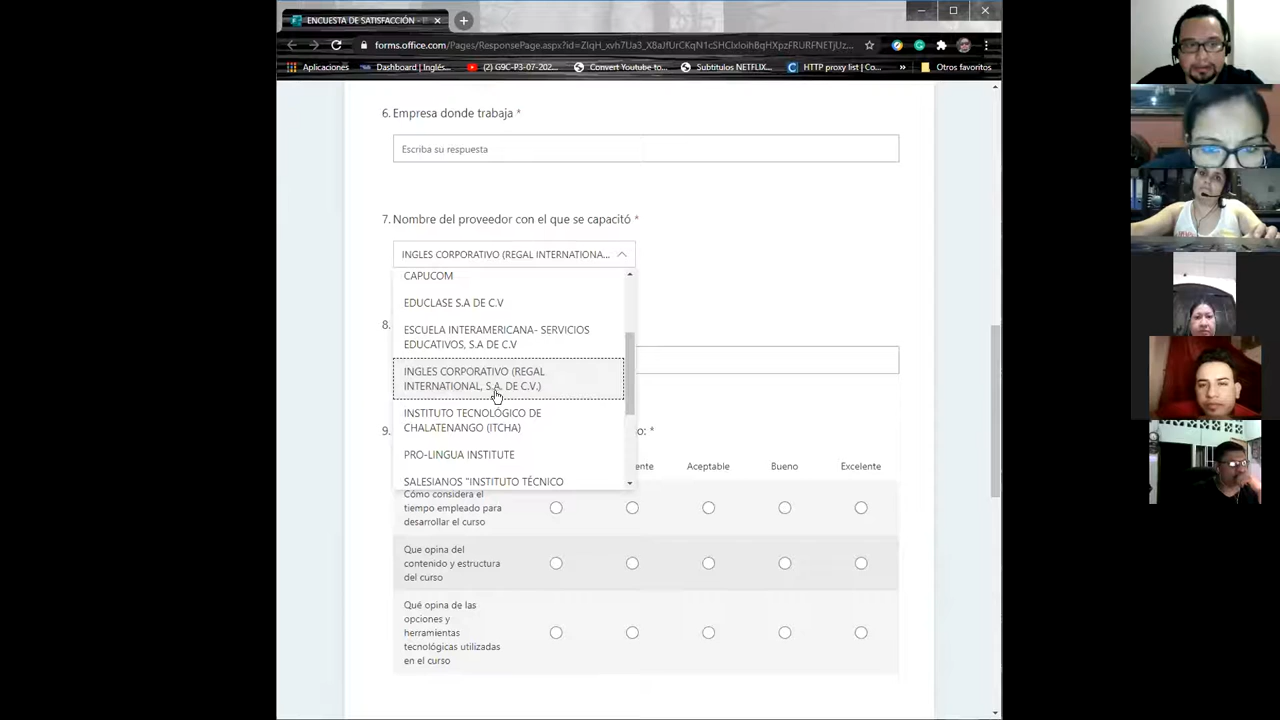 ENCUESTA DE SATISFACCIÓN -
forms.office.com/Pages/ResponsePage.aspx?id=
Aplicaciones
Dashboard | Inglés...
(2) G9C-P3-07-202...
Convert Youtube to...
Subtitulos NETFLIX...
HTTP proxy list | Co...
»
Otros favoritos
6. Empresa donde trabaja *
Escriba su respuesta
7. Nombre del proveedor con el que se capacitó *
INGLES CORPORATIVO (REGAL INTERNATIONA...
CAPUCOM
EDUCLASE S.A DE C.V
8.
ESCUELA INTERAMERICANA- SERVICIOS
EDUCATIVOS, S.A DE C.V
INGLES CORPORATIVO (REGAL
INTERNATIONAL, S.A. DE C.V.)
INSTITUTO TECNOLÓGICO DE
CHALATENANGO (ITCHA)
9.
o: *
PRO-LINGUA INSTITUTE
ente
Aceptable
Bueno
Excelente
SALESIANOS "INSTITUTO TÉCNICO
Cómo considera el
tiempo empleado para
desarrollar el curso
Que opina del
contenido y estructura
del curso
Qué opina de las
opciones y
herramientas
tecnológicas utilizadas
en el curso